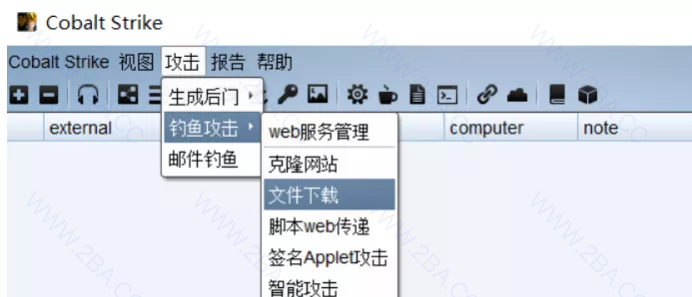 Cobalt Strike
Cobalt Strike 视图 攻击 报告 帮助
生成后门
external
computer
note
钓鱼攻击
web服务管理
邮件钓鱼
克隆网站
文件下载
脚本web传递
签名Applet攻击
智能攻击
WWW.2BA.CC